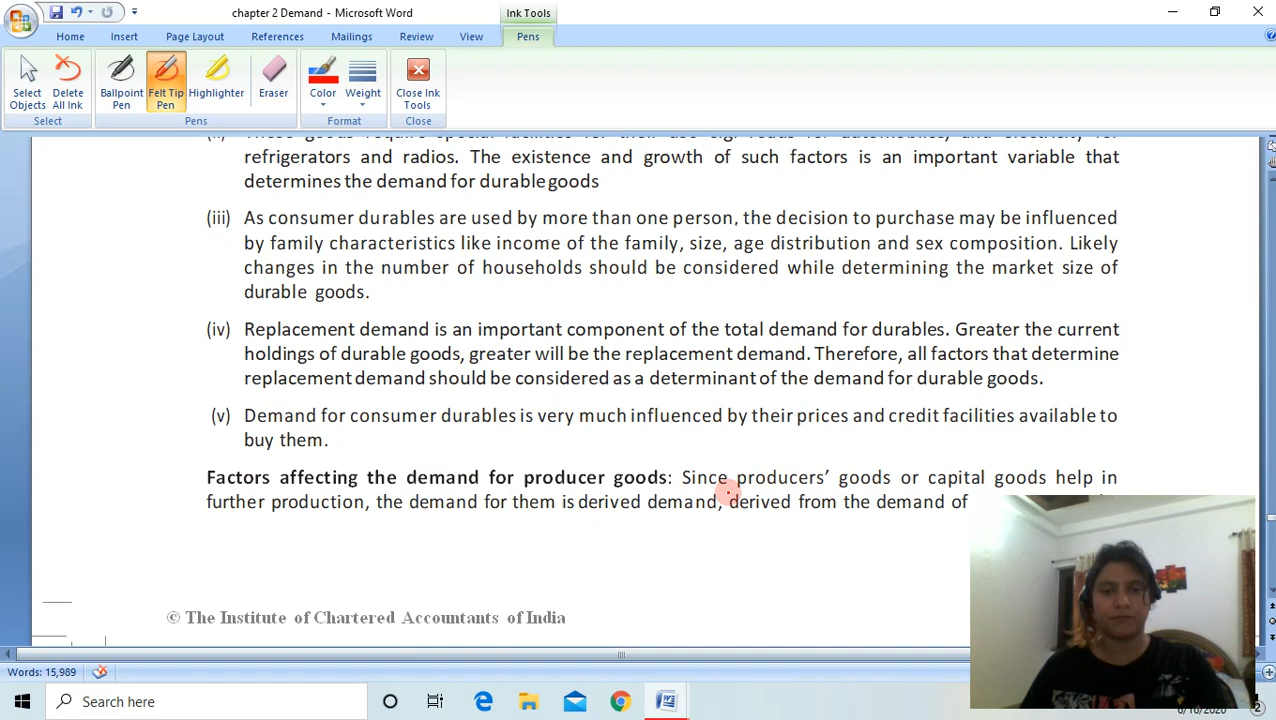 chapter 2 Demand - Microsoft Word
Ink Tools
Home
Insert
Page Layout
References
Mailings
Review
View
Pens
Select Objects
Delete All Ink
Ballpoint Pen
Felt Tip Pen
Highlighter
Eraser
Color
Weight
Close Ink Tools
Select
Pens
Format
Close
refrigerators and radios. The existence and growth of such factors is an important variable that
determines the demand for durable goods
(iii) As consumer durables are used by more than one person, the decision to purchase may be influenced
by family characteristics like income of the family, size, age distribution and sex composition. Likely
changes in the number of households should be considered while determining the market size of
durable goods.
(iv) Replacement demand is an important component of the total demand for durables. Greater the current
holdings of durable goods, greater will be the replacement demand. Therefore, all factors that determine
replacement demand should be considered as a determinant of the demand for durable goods.
(v) Demand for consumer durables is very much influenced by their prices and credit facilities available to
buy them.
Factors affecting the demand for producer goods: Since producers’ goods or capital goods help in
further production, the demand for them is derived demand, derived from the demand of
© The Institute of Chartered Accountants of India
Words: 15,989
Search here
2